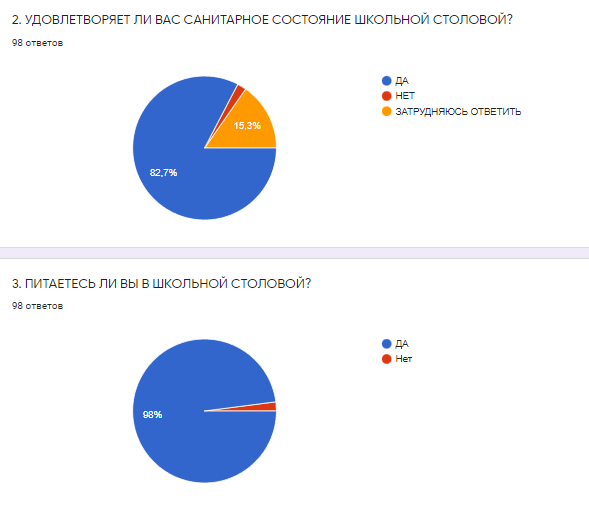 2. УДОВЛЕТВОРЯЕТ ЛИ ВАС САНИТАРНОЕ СОСТОЯНИЕ ШКОЛЬНОЙ СТОЛОВОЙ?
98 ответов
ДА
НЕТ
ЗАТРУДНЯЮСЬ ОТВЕТИТЬ
15,3%
82,7%
3. ПИТАЕТЕСЬ ЛИ ВЫ В ШКОЛЬНОЙ СТОЛОВОЙ?
98 ответов
ДА
Нет
98%